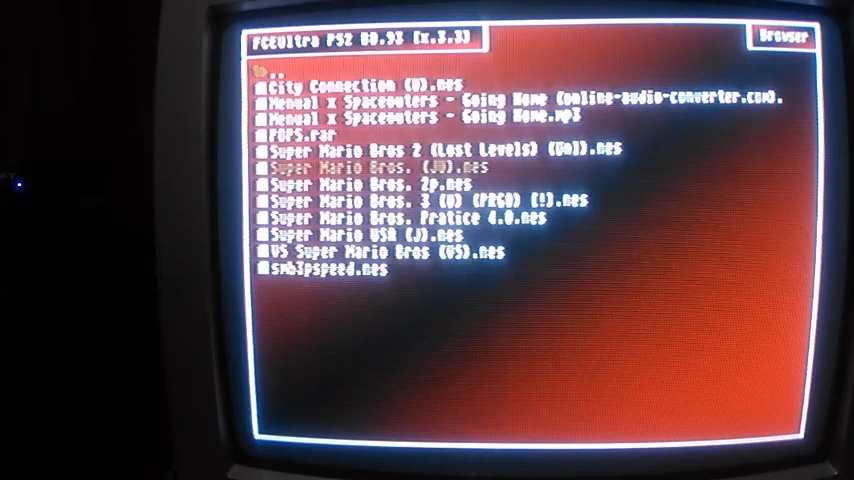 FCEUltra PS2 80.93 [x.3.3]
Browser
..
City Connection (U).nes
Menual x Spaceouters - Going Home (online-audio-converter.com).
Menual x Spaceouters - Going Home.mp3
POPS.rar
Super Mario Bros 2 (Lost Levels) (Unl).nes
Super Mario Bros. (JU).nes
Super Mario Bros. 2p.nes
Super Mario Bros. 3 (U) (PRG0) [!].nes
Super Mario Bros. Pratice 4.0.nes
Super Mario USA (J).nes
VS Super Mario Bros (VS).nes
smb3pspeed.nes